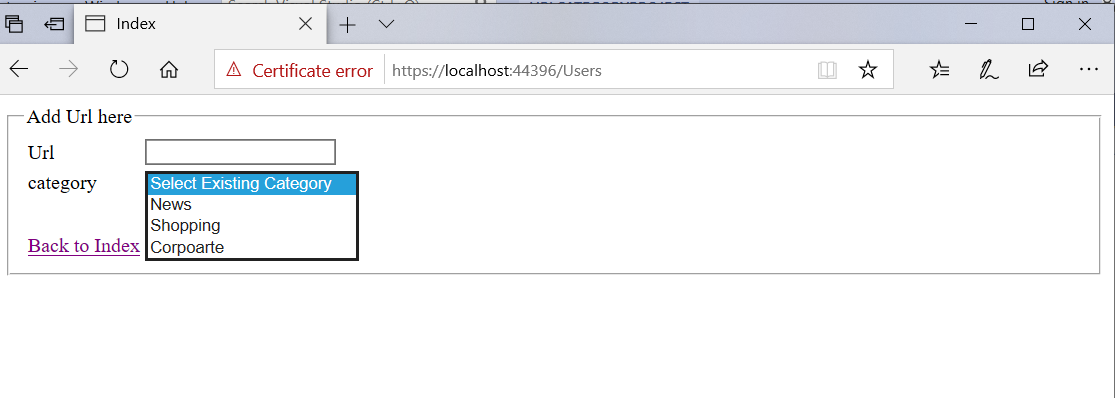 Index
Certificate error
https://localhost:44396/Users
Add Url here
Url
category
Select Existing Category
News
Shopping
Corpoarte
Back to Index